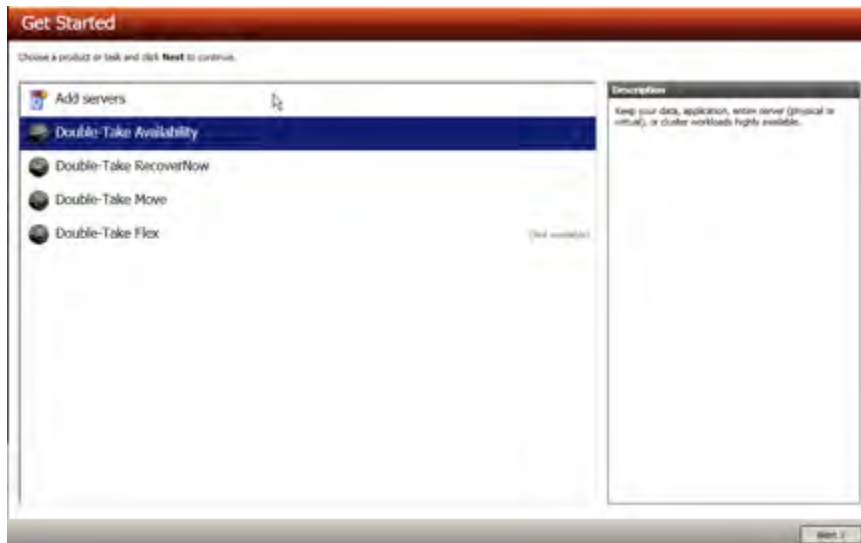 Get Started
Choose a product or task and click Next to continue.
Add servers
Double-Take Availability
Double-Take RecoverNow
Double-Take Move
Double-Take Flex
(Not available)
Description
Keep your data, application, entire server (physical or
virtual), or cluster workloads highly available.
Next >